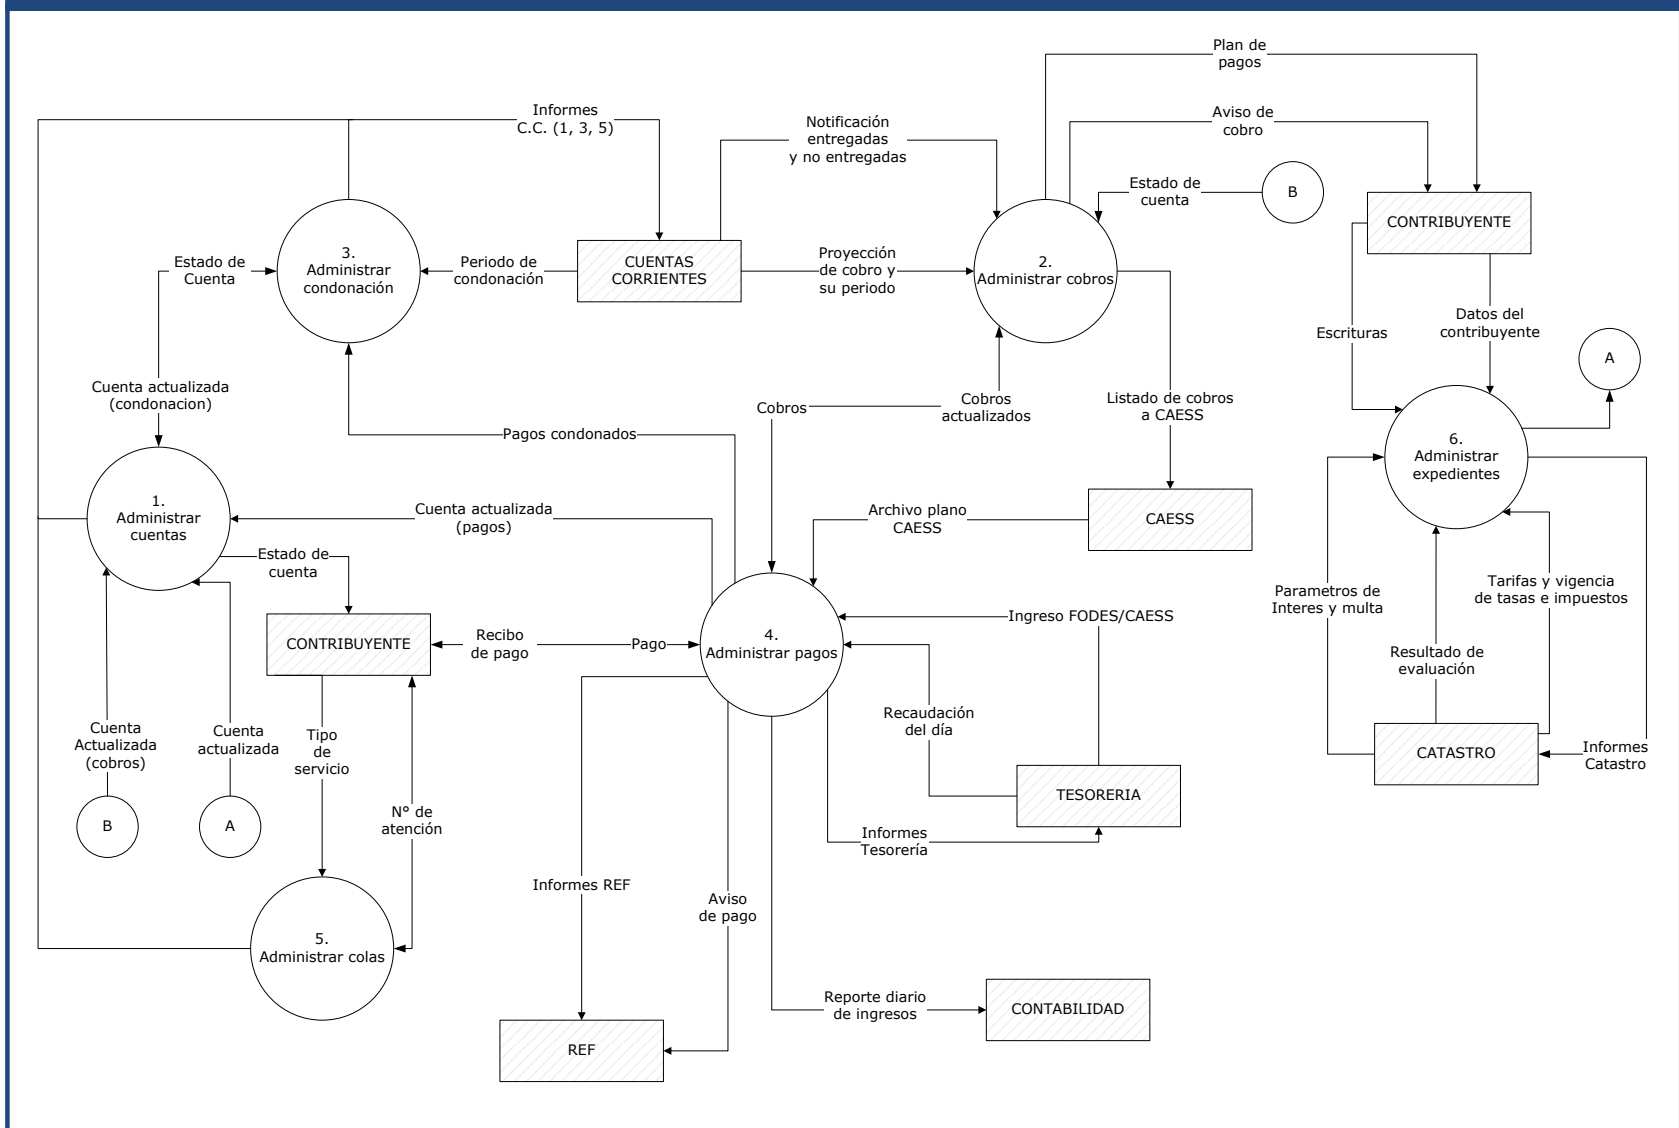 Plan de
pagos
Informes
C.C. (1, 3, 5)
Notificación
entregadas
y no entregadas
Aviso de
cobro
Estado de
cuenta
B
CONTRIBUYENTE
3.
Administrar
condonación
Estado de
Cuenta
Periodo de
condonación
CUENTAS
CORRIENTES
Proyección
de cobro y
su periodo
2.
Administrar cobros
Escrituras
Datos del
contribuyente
A
Cuenta actualizada
(condonacion)
Cobros
Cobros
actualizados
Listado de cobros
a CAESS
Pagos condonados
6.
Administrar
expedientes
1.
Administrar
cuentas
Cuenta actualizada
(pagos)
Archivo plano
CAESS
CAESS
Estado de
cuenta
Parametros de
Interes y multa
Tarifas y vigencia
de tasas e impuestos
CONTRIBUYENTE
Recibo
de pago
Pago
4.
Administrar pagos
Ingreso FODES/CAESS
Resultado de
evaluación
Recaudación
del día
Cuenta
Actualizada
(cobros)
Cuenta
actualizada
Tipo
de
servicio
CATASTRO
Informes
Catastro
TESORERIA
B
A
N° de
atención
Informes
Tesorería
Informes REF
Aviso
de pago
5.
Administrar colas
Reporte diario
de ingresos
CONTABILIDAD
REF